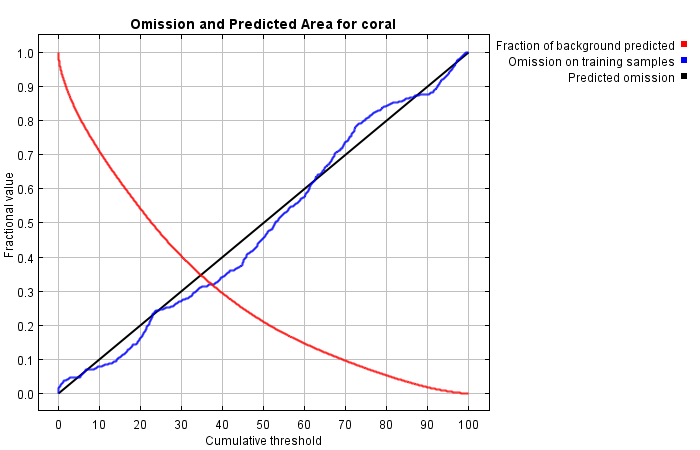 Omission and Predicted Area for coral
Fraction of background predicted
Omission on training samples
Predicted omission
Fractional value
1.0
0.9
0.8
0.7
0.6
0.5
0.4
0.3
0.2
0.1
0.0
0 10 20 30 40 50 60 70 80 90 100
Cumulative threshold